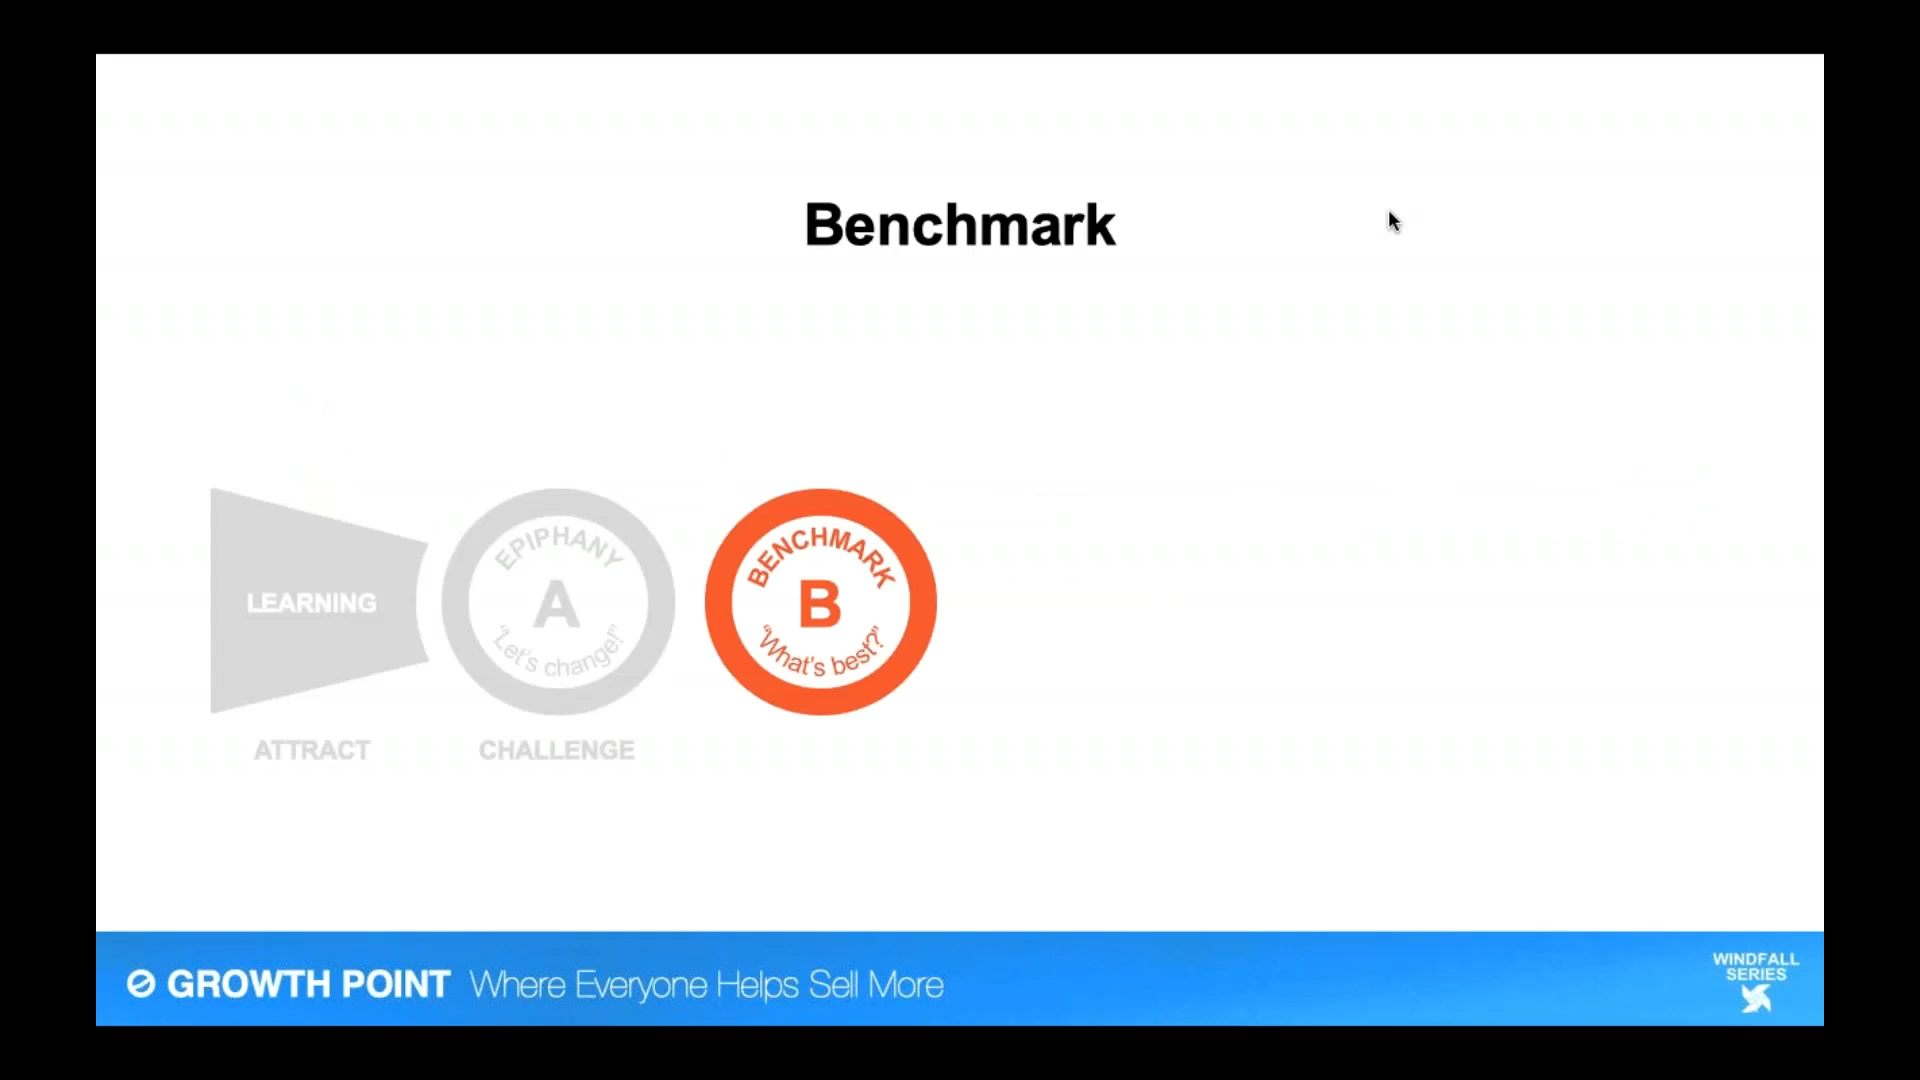 Benchmark
LEARNING
EPIPHANY
A
“Let's change!”
BENCHMARK
B
“What's best?”
ATTRACT
CHALLENGE
GROWTH POINT Where Everyone Helps Sell More
WINDFALL
SERIES